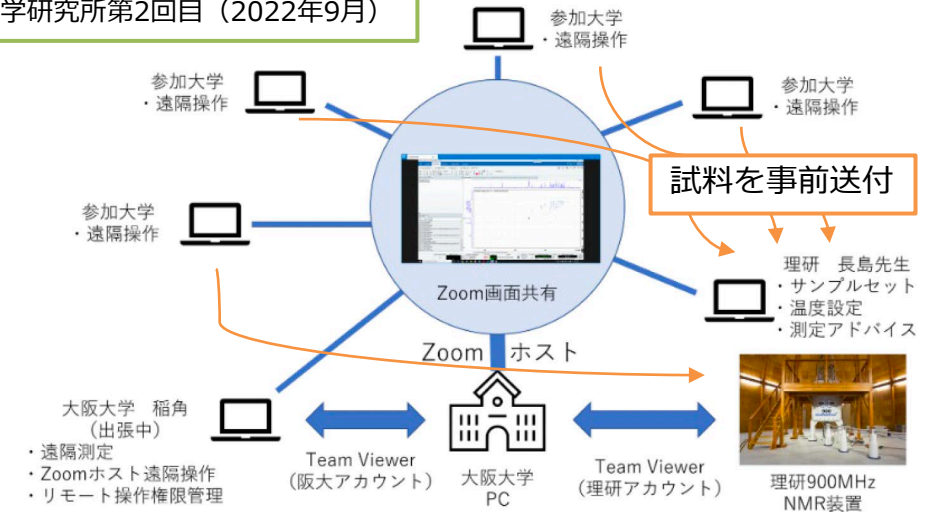 学研究所第2回目（2022年9月）
参加大学
・遠隔操作
参加大学
・遠隔操作
参加大学
・遠隔操作
試料を事前送付
参加大学
・遠隔操作
Zoom画面共有
理研　長島先生
・サンプルセット
・温度設定
・測定アドバイス
Zoom ホスト
大阪大学　稲角
（出張中）
・遠隔測定
・Zoomホスト遠隔操作
・リモート操作権限管理
Team Viewer
（阪大アカウント）
大阪大学
PC
Team Viewer
（理研アカウント）
理研900MHz
NMR装置